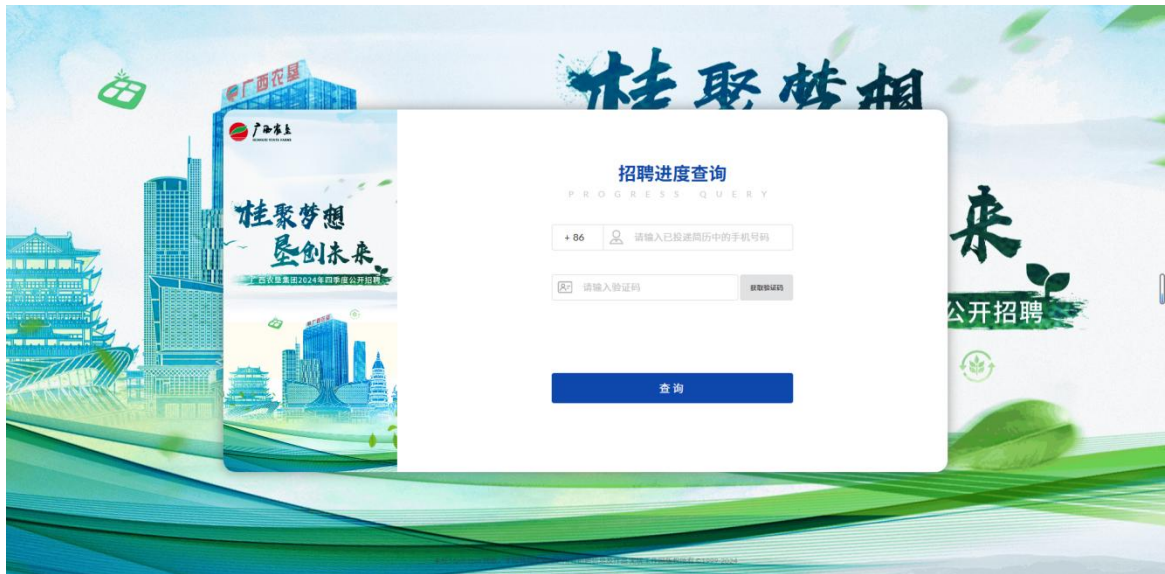 广西农垦
桂聚梦想
来
公开招聘
广西农垦
桂聚梦想
垦创未来
广西农垦集团2024年四季度公开招聘
招聘进度查询
PROGRESS QUERY
+ 86
请输入已投递简历中的手机号码
请输入验证码
获取验证码
查询